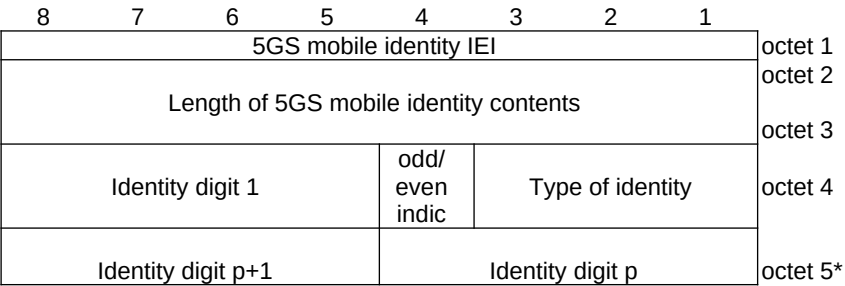 8 7 6 5 4 3 2 1
5GS mobile identity IEI octet 1
octet 2
Length of 5GS mobile identity contents
octet 3
odd/
Identity digit 1 even Type of identity octet 4
indic
Identity digit p+1 Identity digit p octet 5*